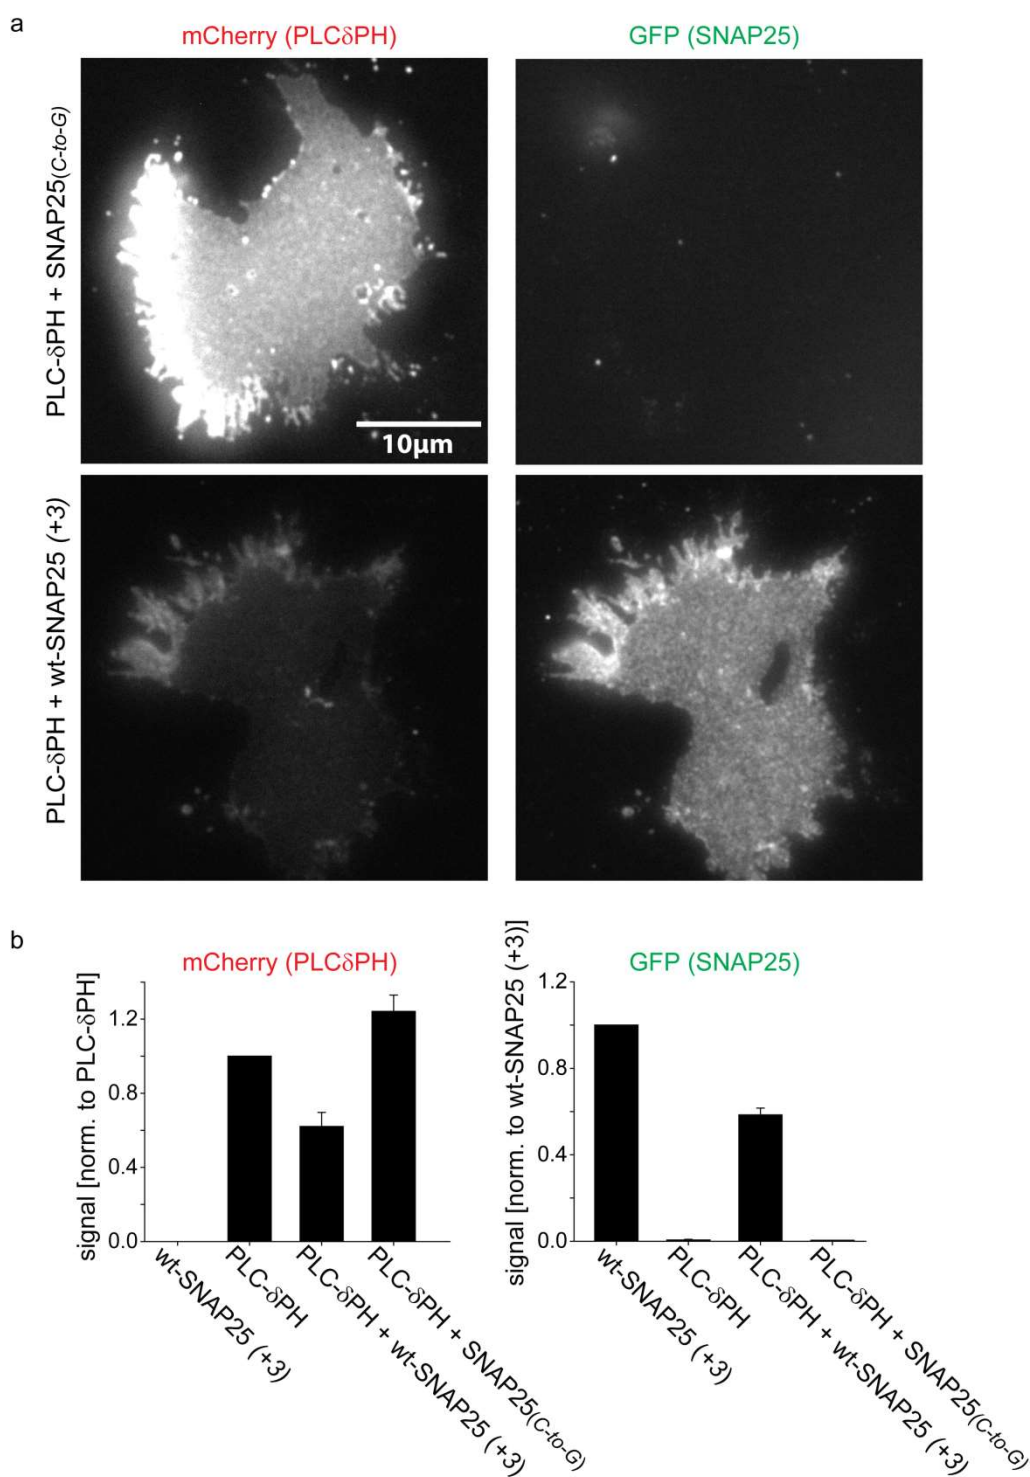 a
mCherry (PLCδPH)
GFP (SNAP25)
PLC-δPH + SNAP25(C-to-G)
10µm
PLC-δPH + wt-SNAP25 (+3)
b
mCherry (PLCδPH)
signal [norm. to PLC-δPH]
1.2
0.8
0.4
0.0
wt-SNAP25 (+3)
PLC-δPH
PLC-δPH + wt-SNAP25 (+3)
PLC-δPH + SNAP25(C-to-G)
GFP (SNAP25)
signal [norm. to wt-SNAP25 (+3)]
1.2
0.8
0.4
0.0
wt-SNAP25 (+3)
PLC-δPH
PLC-δPH + wt-SNAP25 (+3)
PLC-δPH + SNAP25(C-to-G)